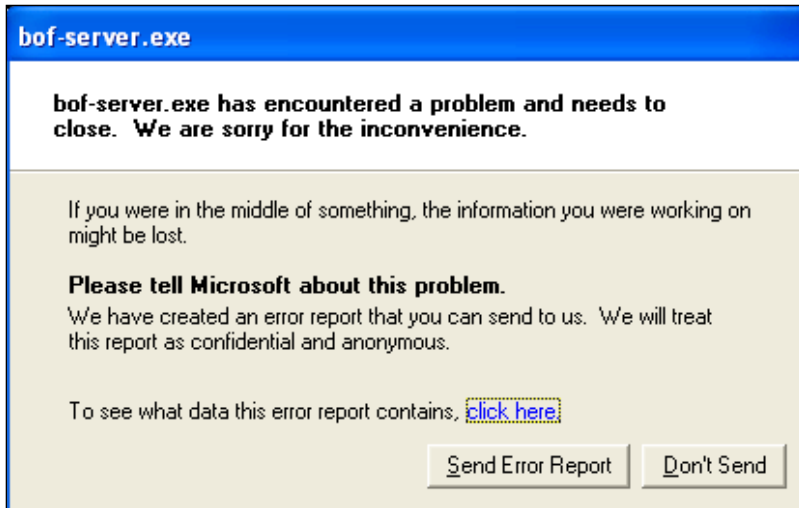 bof-server.exe
bof-server.exe has encountered a problem and needs to
close.  We are sorry for the inconvenience.
If you were in the middle of something, the information you were working on
might be lost.
Please tell Microsoft about this problem.
We have created an error report that you can send to us.  We will treat
this report as confidential and anonymous.
To see what data this error report contains, click here.
Send Error Report
Don't Send